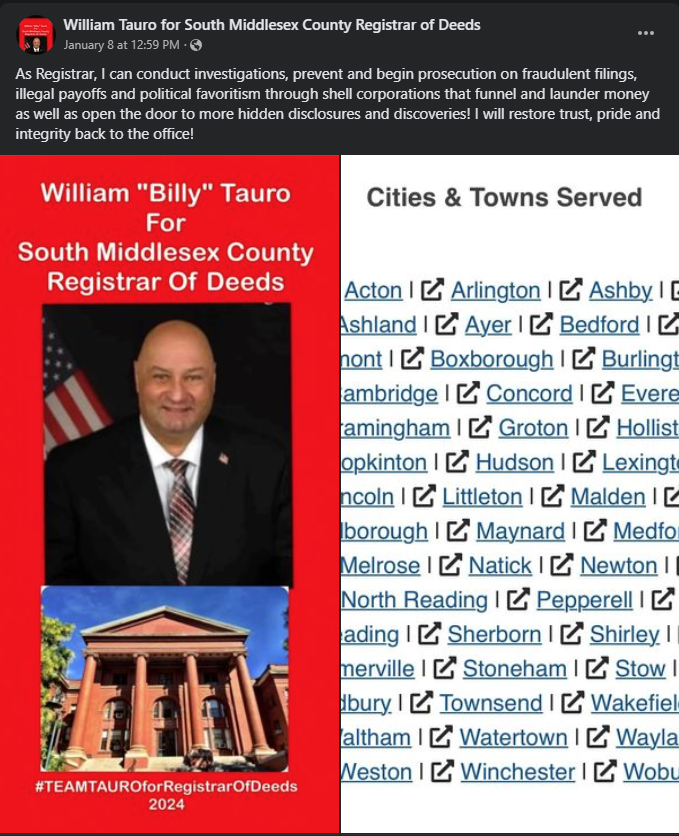 William Tauro for South Middlesex County Registrar of Deeds
January 8 at 12:59 PM ·
As Registrar, I can conduct investigations, prevent and begin prosecution on fraudulent filings,
illegal payoffs and political favoritism through shell corporations that funnel and launder money
as well as open the door to more hidden disclosures and discoveries! I will restore trust, pride and
integrity back to the office!
William "Billy" Tauro
For
South Middlesex County
Registrar Of Deeds
#TEAMTAUROforRegistrarOfDeeds
2024
Cities & Towns Served
Acton | Arlington | Ashby |
Ashland | Ayer | Bedford |
mont | Boxborough | Burlingt
ambridge | Concord | Evere
ramingham | Groton | Hollist
opkinton | Hudson | Lexingt
ncoln | Littleton | Malden |
lborough | Maynard | Medfo
Melrose | Natick | Newton |
North Reading | Pepperell |
eading | Sherborn | Shirley |
merville | Stoneham | Stow |
dbury | Townsend | Wakefiel
altham | Watertown | Wayla
Weston | Winchester | Wobu